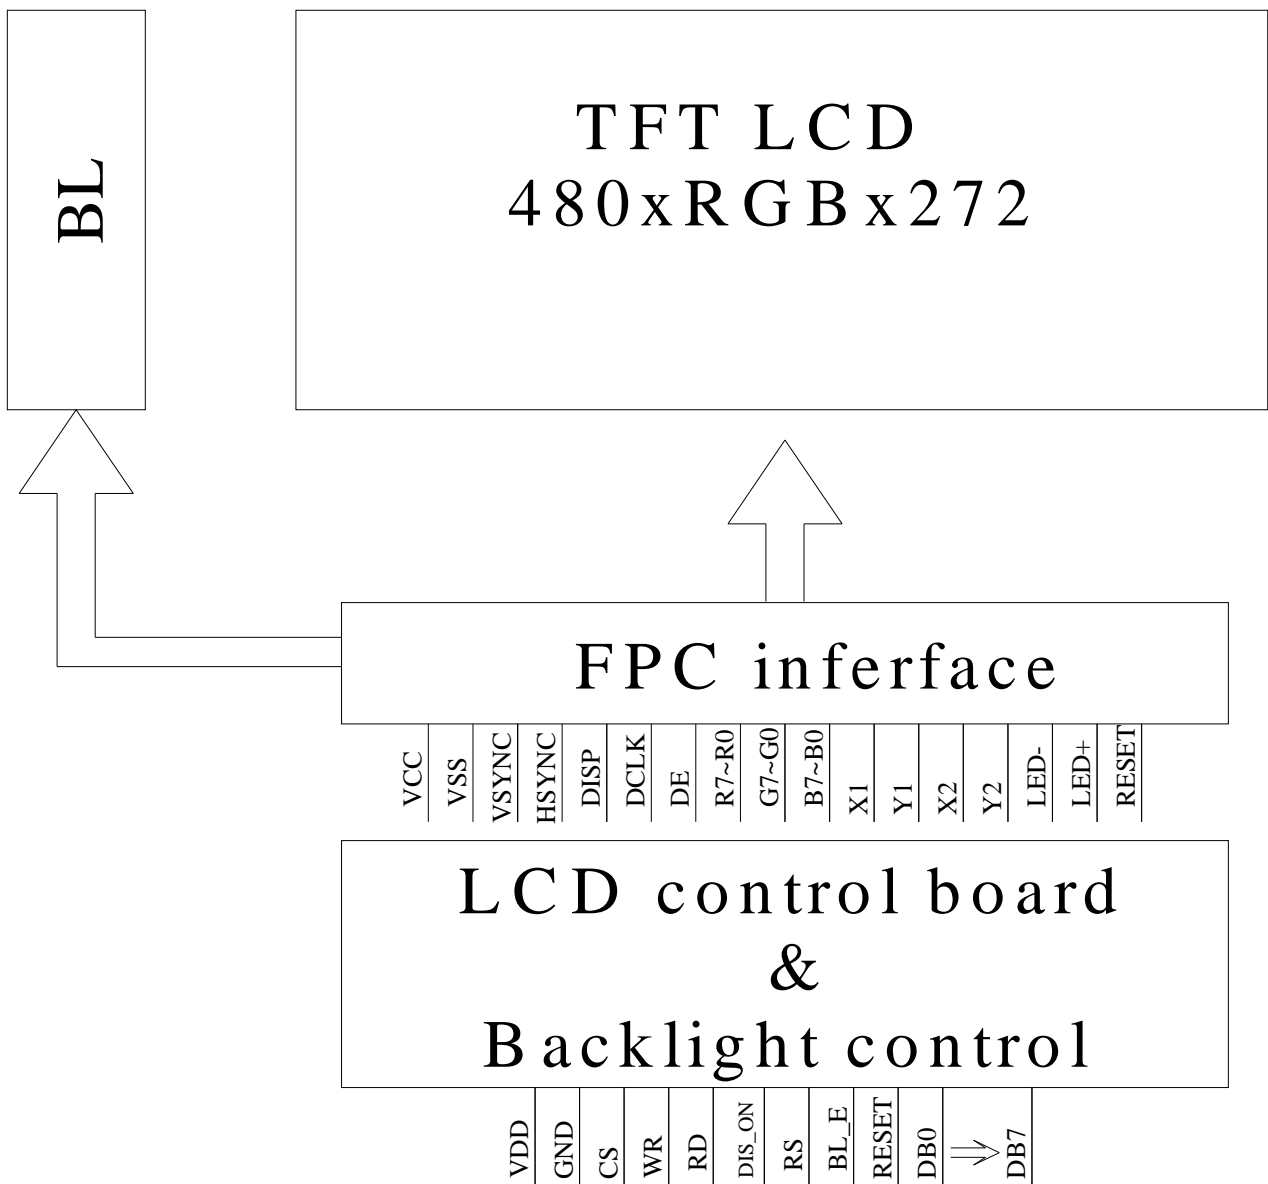 BL
TFT LCD
480xRGBx272
FPC inferface
VCC
VSS
VSYNC
HSYNC
DISP
DCLK
DE
R7~R0
G7~G0
B7~B0
X1
Y1
X2
Y2
LED-
LED+
RESET
LCD control board
&
Backlight control
VDD
GND
CS
WR
RD
DIS_ON
RS
BL_E
RESET
DB0
DB7